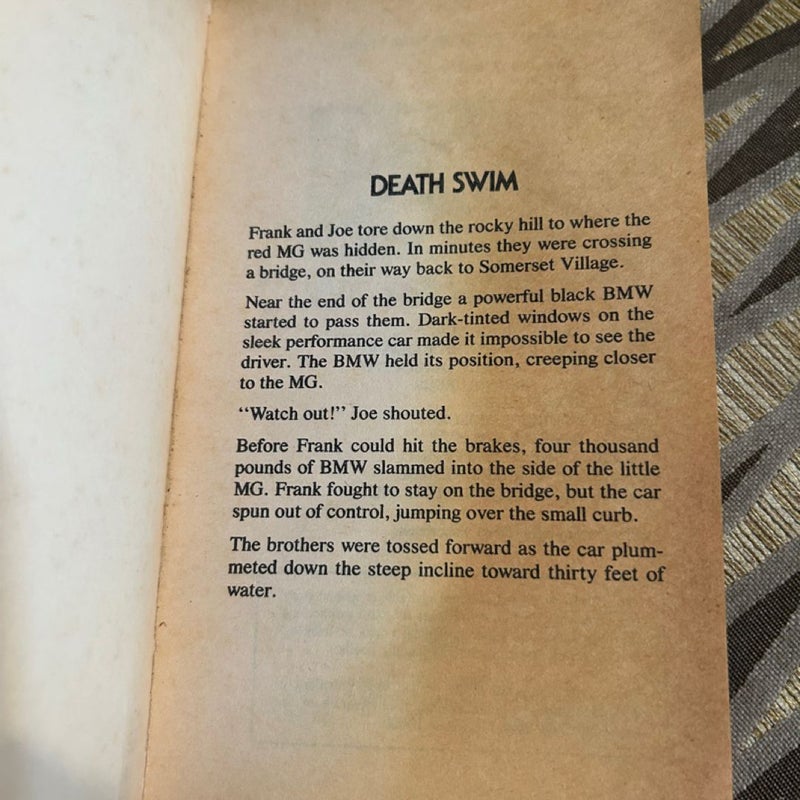 DEATH SWIM
Frank and Joe tore down the rocky hill to where the
red MG was hidden. In minutes they were crossing
a bridge, on their way back to Somerset Village.
Near the end of the bridge a powerful black BMW
started to pass them. Dark-tinted windows on the
sleek performance car made it impossible to see the
driver. The BMW held its position, creeping closer
to the MG.
“Watch out!” Joe shouted.
Before Frank could hit the brakes, four thousand
pounds of BMW slammed into the side of the little
MG. Frank fought to stay on the bridge, but the car
spun out of control, jumping over the small curb.
The brothers were tossed forward as the car plum-
meted down the steep incline toward thirty feet of
water.